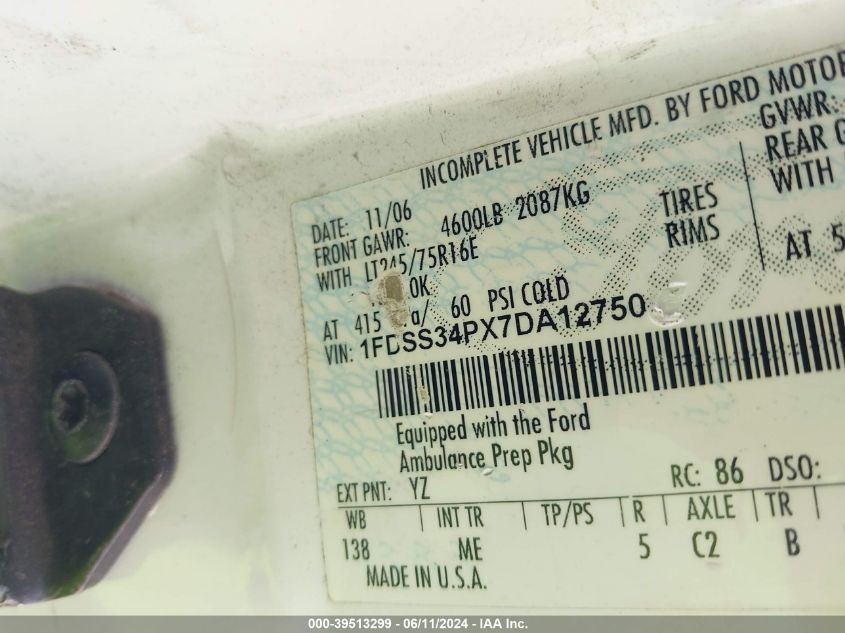 INCOMPLETE VEHICLE MFD. BY FORD MOTOR
DATE: 11/06
GVWR:
FRONT GAWR: 4600LB 2087KG
REAR G
WITH LT245/75R16E TIRES
WITH
0K RIMS
AT 415 a/ 60 PSI COLD
AT 5
VIN: 1FDSS34PX7DA12750
Equipped with the Ford
Ambulance Prep Pkg
EXT PNT: YZ RC: 86 DSO:
WB INT TR TP/PS R AXLE TR
138 ME 5 C2 B
MADE IN U.S.A.
000-39513299 - 06/11/2024 - IAA Inc.